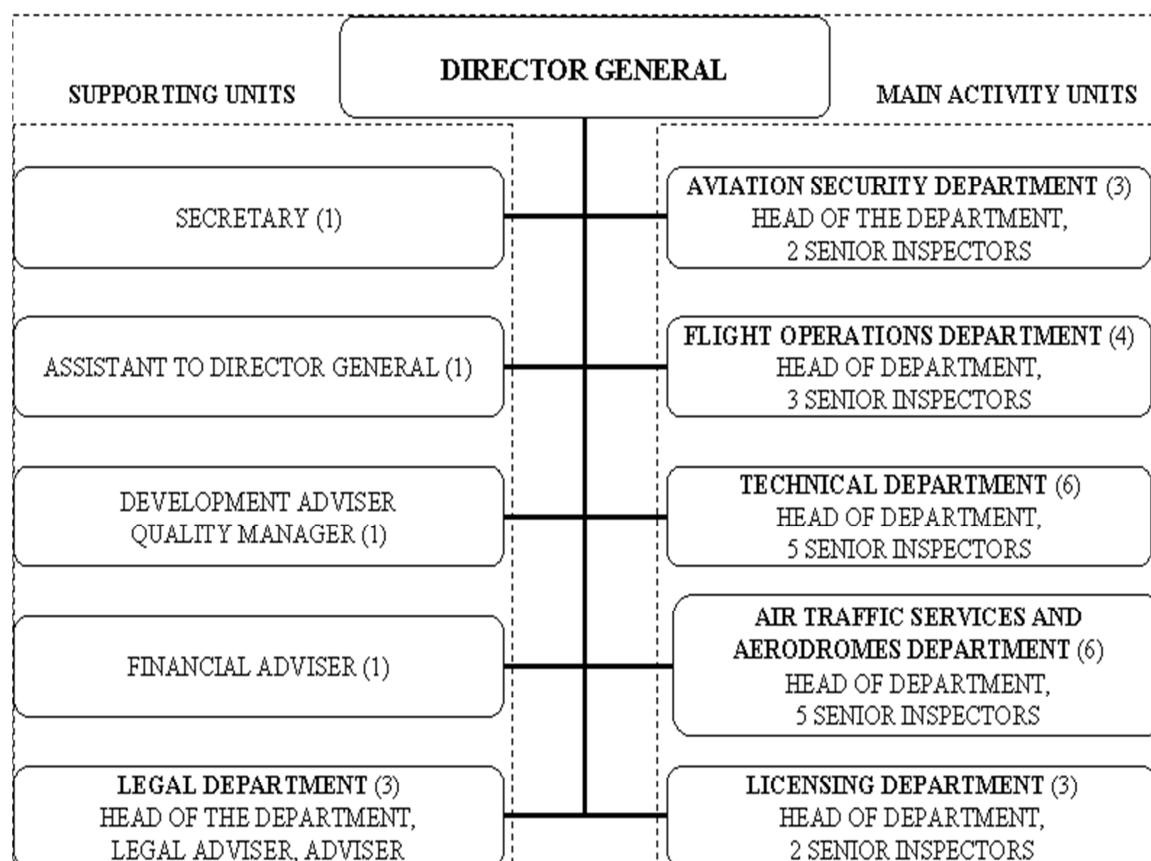 DIRECTOR GENERAL
SUPPORTING UNITS
MAIN ACTIVITY UNITS
SECRETARY (1)
AVIATION SECURITY DEPARTMENT (3)
HEAD OF THE DEPARTMENT,
2 SENIOR INSPECTORS
ASSISTANT TO DIRECTOR GENERAL (1)
FLIGHT OPERATIONS DEPARTMENT (4)
HEAD OF DEPARTMENT,
3 SENIOR INSPECTORS
DEVELOPMENT ADVISER
QUALITY MANAGER (1)
TECHNICAL DEPARTMENT (6)
HEAD OF DEPARTMENT,
5 SENIOR INSPECTORS
FINANCIAL ADVISER (1)
AIR TRAFFIC SERVICES AND
AERODROMES DEPARTMENT (6)
HEAD OF DEPARTMENT,
5 SENIOR INSPECTORS
LEGAL DEPARTMENT (3)
HEAD OF THE DEPARTMENT,
LEGAL ADVISER, ADVISER
LICENSING DEPARTMENT (3)
HEAD OF DEPARTMENT,
2 SENIOR INSPECTORS